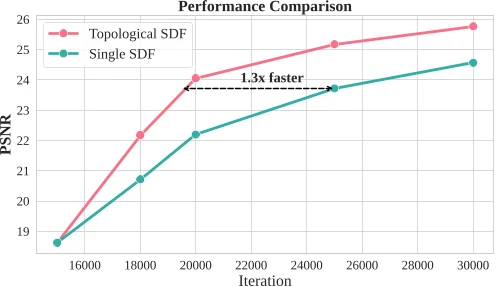 Performance Comparison
Topological SDF
Single SDF
1.3x faster
PSNR
26
25
24
23
22
21
20
19
16000 18000 20000 22000 24000 26000 28000 30000
Iteration